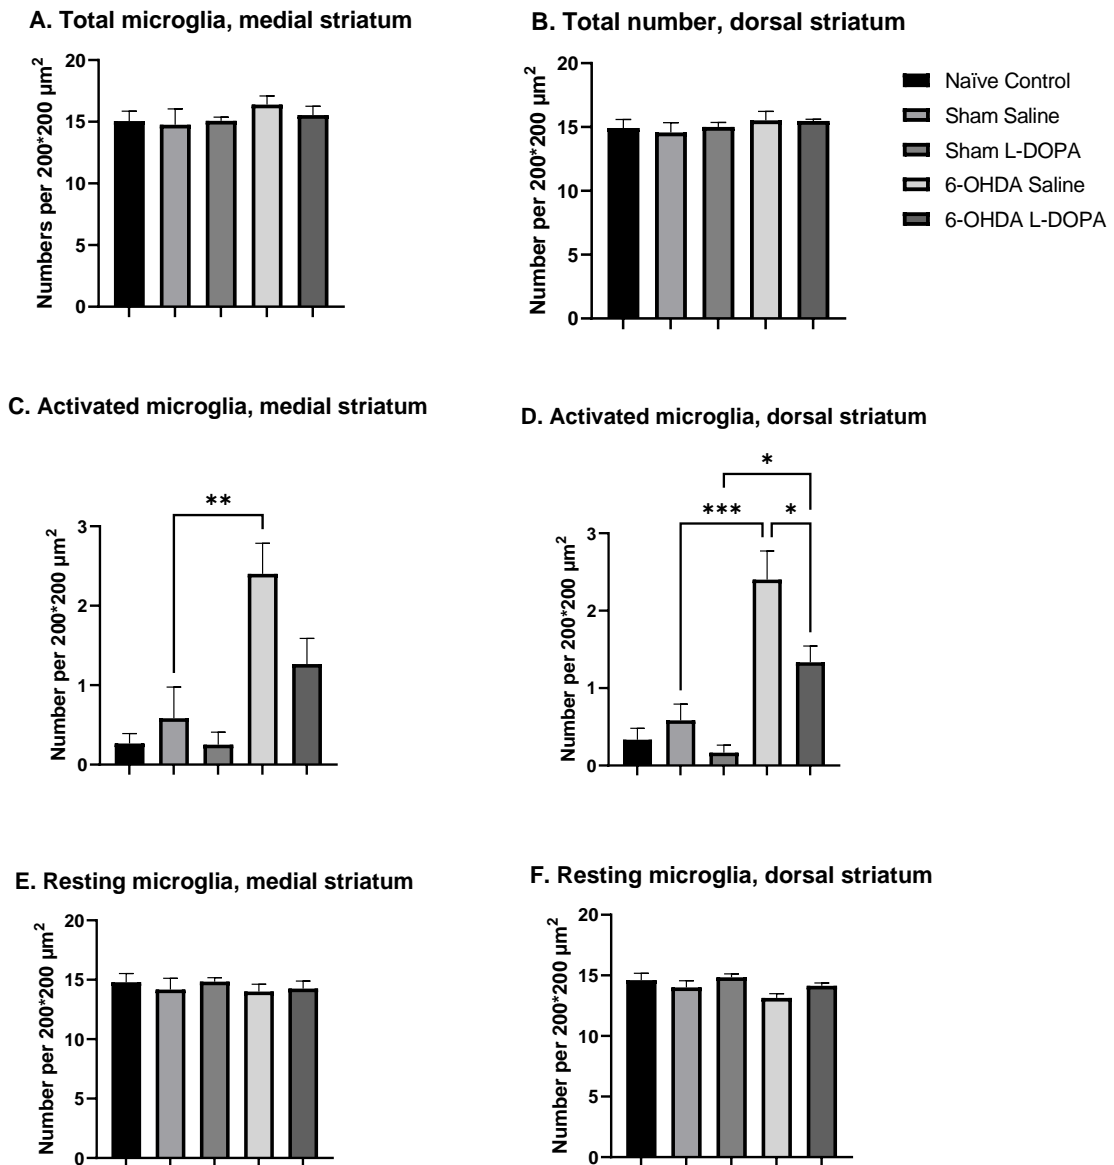 A. Total microglia, medial striatum
Numbers per 200*200 µm²
20
15
10
5
0
B. Total number, dorsal striatum
Number per 200*200 µm²
20
15
10
5
0
Naïve Control
Sham Saline
Sham L-DOPA
6-OHDA Saline
6-OHDA L-DOPA
C. Activated microglia, medial striatum
Number per 200*200 µm²
3
2
1
0
**
D. Activated microglia, dorsal striatum
Number per 200*200 µm²
3
2
1
0
*
***
*
E. Resting microglia, medial striatum
Number per 200*200 µm²
20
15
10
5
0
F. Resting microglia, dorsal striatum
Number per 200*200 µm²
20
15
10
5
0